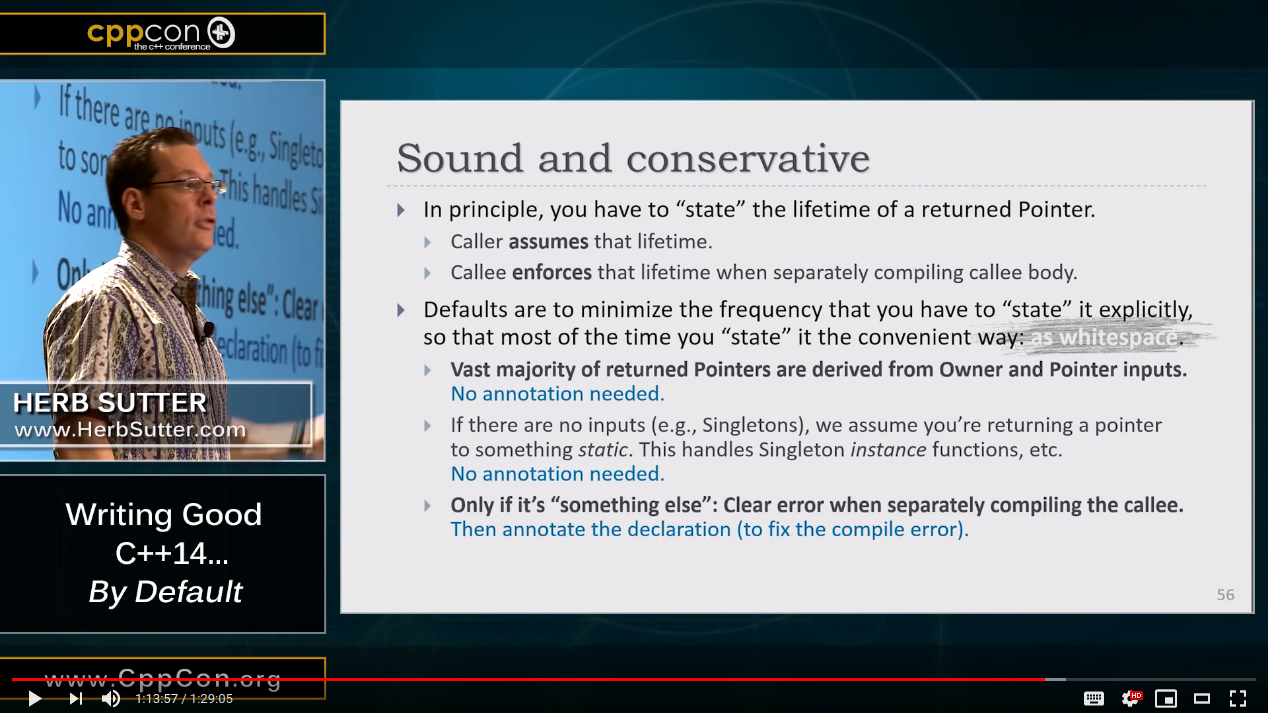 cppcon
the c++ conference
If there are no inputs (e.g., Singleto
to som
This handles Si
No ann
ed.
On
thing else”: Clear
eclaration (to fi
HERB SUTTER
www.HerbSutter.com
Writing Good
C++14...
By Default
www.CppCon.org
Sound and conservative
In principle, you have to “state” the lifetime of a returned Pointer.
Caller assumes that lifetime.
Callee enforces that lifetime when separately compiling callee body.
Defaults are to minimize the frequency that you have to “state” it explicitly,
so that most of the time you “state” it the convenient way: as whitespace.
Vast majority of returned Pointers are derived from Owner and Pointer inputs.
No annotation needed.
If there are no inputs (e.g., Singletons), we assume you’re returning a pointer
to something static. This handles Singleton instance functions, etc.
No annotation needed.
Only if it’s “something else”: Clear error when separately compiling the callee.
Then annotate the declaration (to fix the compile error).
56
1:13:57 / 1:29:05
HD